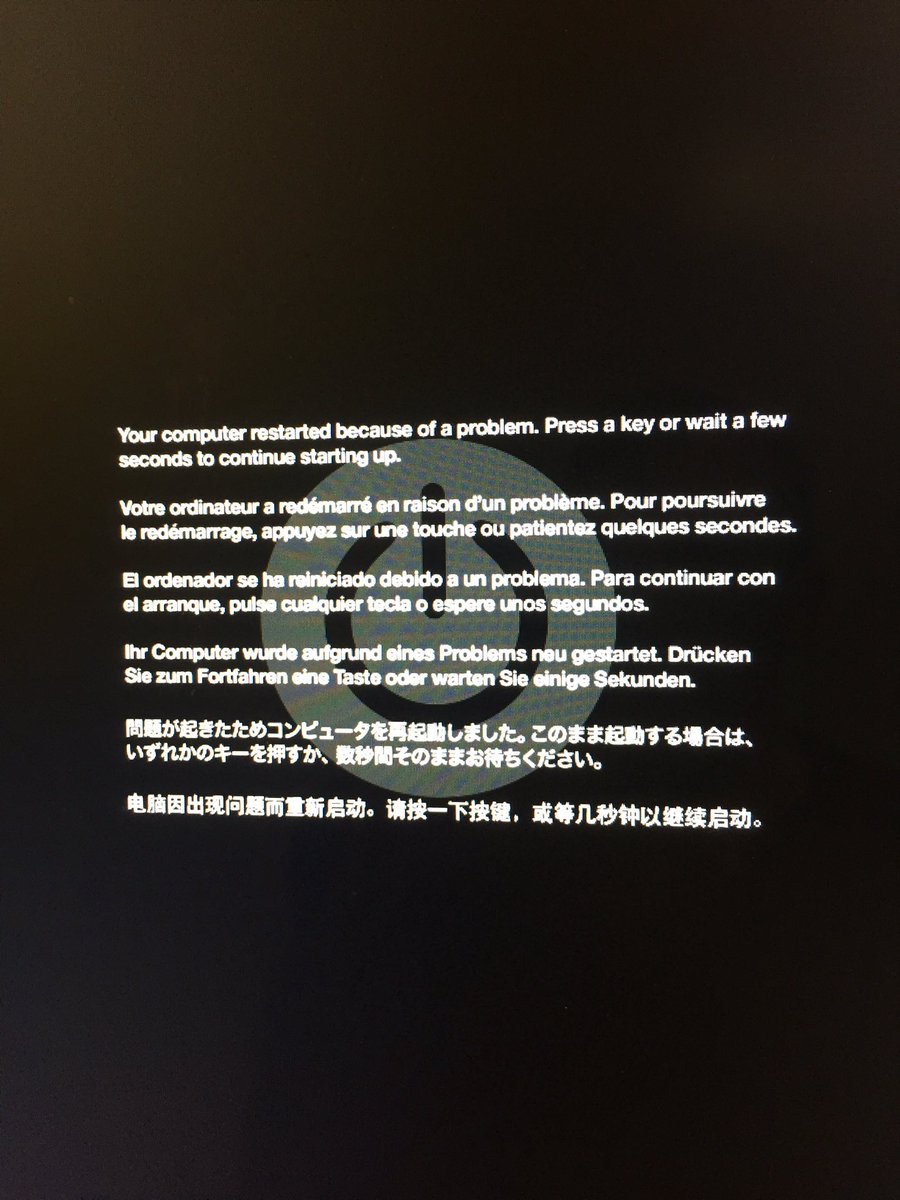 Your computer restarted because of a problem. Press a key or wait a few
seconds to continue starting up.
Votre ordinateur a redémarré en raison d'un problème. Pour poursuivre
le redémarrage, appuyez sur une touche ou patientez quelques secondes.
El ordenador se ha reiniciado debido a un problema. Para continuar con
el arranque, pulse cualquier tecla o espere unos segundos.
Ihr Computer wurde aufgrund eines Problems neu gestartet. Drücken
Sie zum Fortfahren eine Taste oder warten Sie einige Sekunden.
問題が起きたためコンピュータを再起動しました。このまま起動する場合は、
いずれかのキーを押すか、数秒間そのままお待ちください。
电脑因出现问题而重新启动。请按一下按键，或等几秒钟以继续启动。